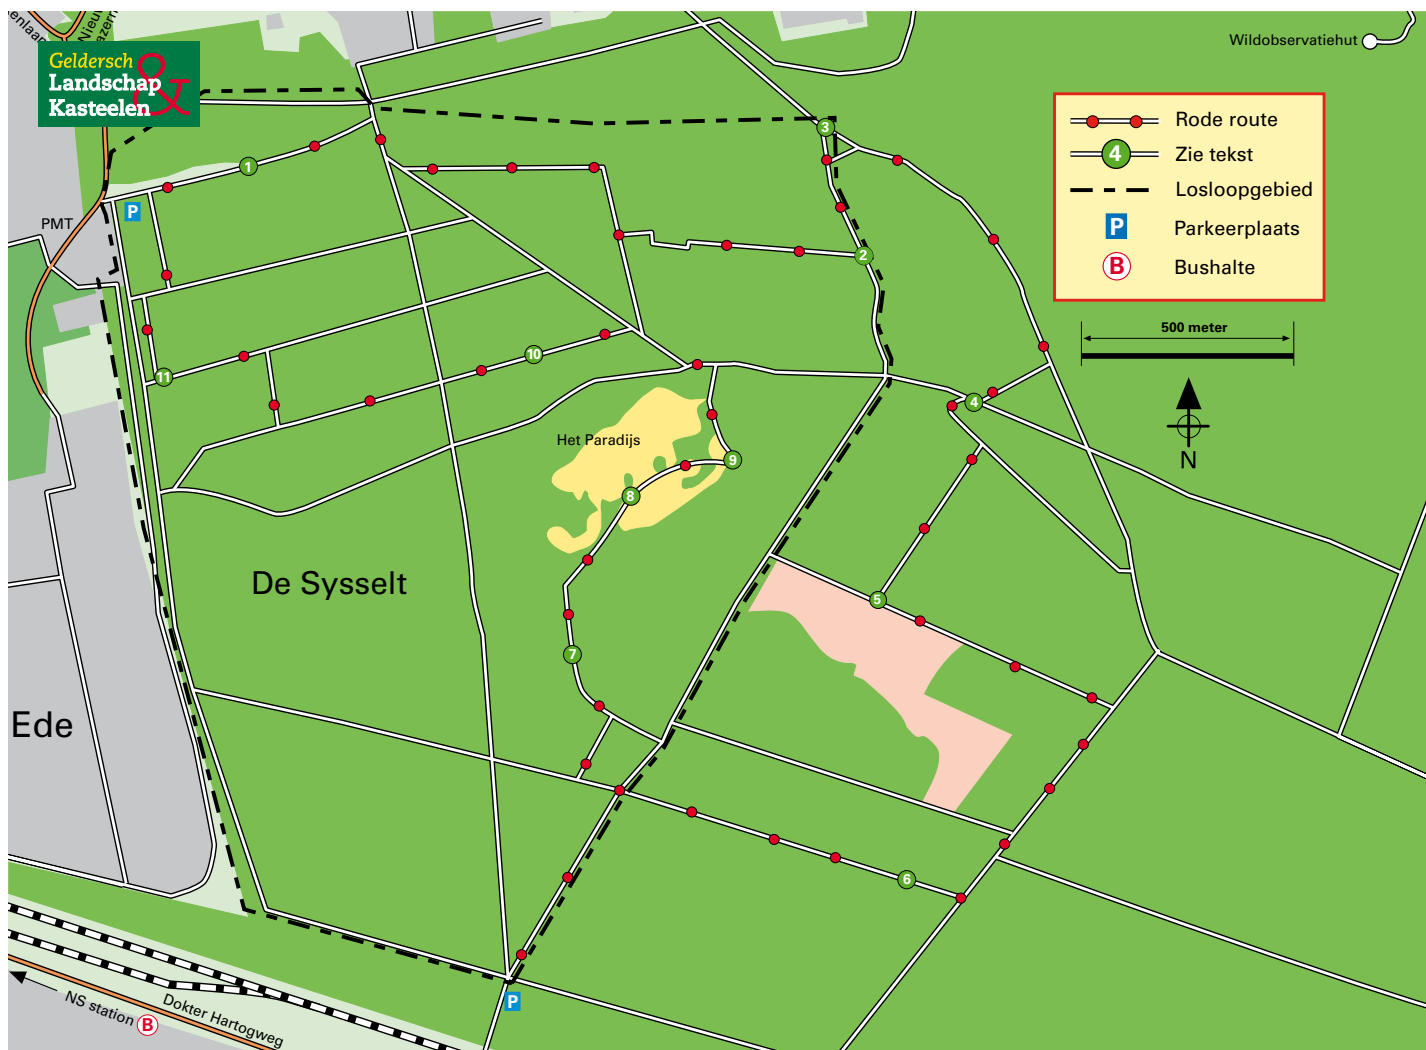 Geldersch
Landschap
Kasteelen
&
Wildobservatiehut
Rode route
4 Zie tekst
Losloopgebied
P Parkeerplaats
B Bushalte
500 meter
N
PMT
P
1
2
3
4
5
6
7
8
9
10
11
Het Paradijs
De Sysselt
Ede
P
NS station B
Dokter Hartogweg